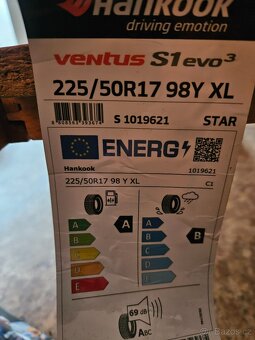 Hankook
driving emotion
ventus S1 evo³
225/50R17 98Y XL
S 1019621 STAR
ENERG
Hankook 1019621
225/50R17 98 Y XL C1
A A
B B
C C
D D
E E
69 dB
ABC